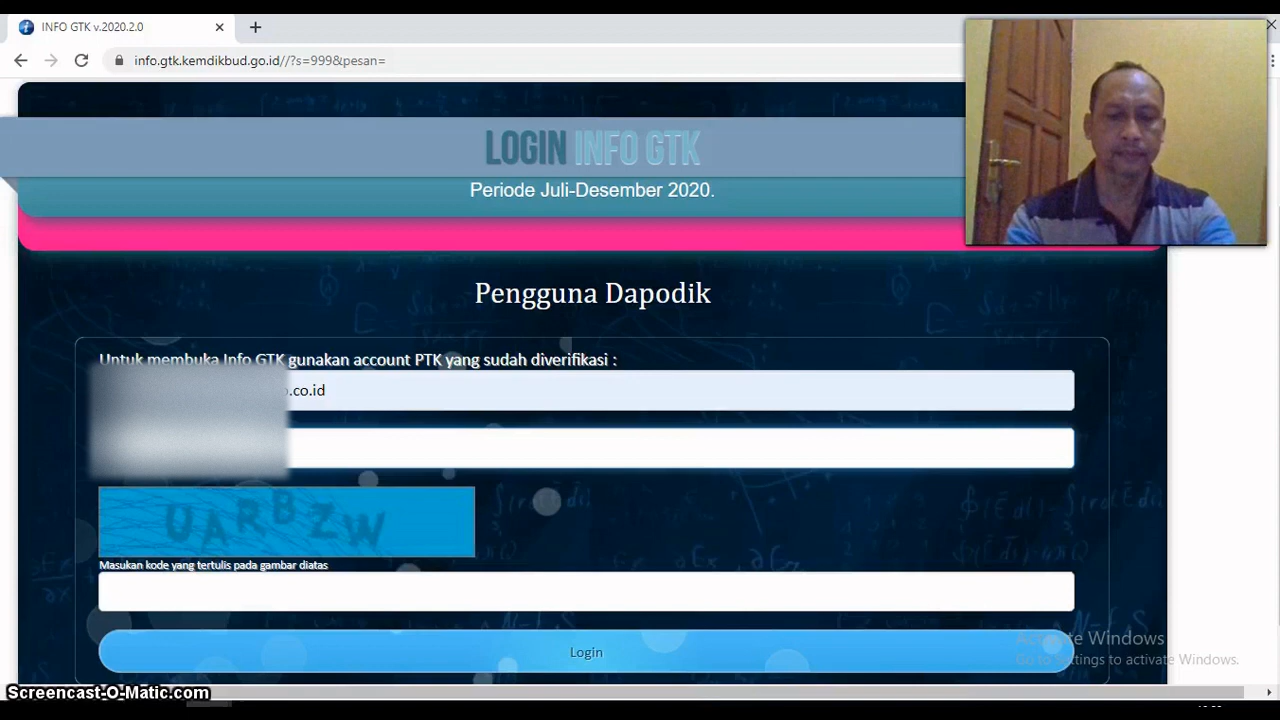 INFO GTK v.2020.2.0
info.gtk.kemdikbud.go.id//?s=999&pesan=
LOGIN INFO GTK
Periode Juli-Desember 2020.
Pengguna Dapodik
Untuk membuka Info GTK gunakan account PTK yang sudah diverifikasi :
.co.id
UARBZW
Masukan kode yang tertulis pada gambar diatas
Login
Activate Windows
Go to Settings to activate Windows.
Screencast-O-Matic.com